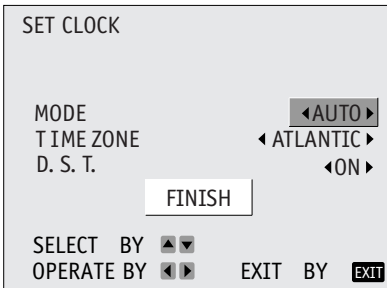 SET CLOCK
MODE ◂AUTO▸
TIME ZONE ◂ATLANTIC▸
D. S. T. ◂ON▸
FINISH
SELECT BY ▲▼
OPERATE BY ◂▸ EXIT BY EXIT